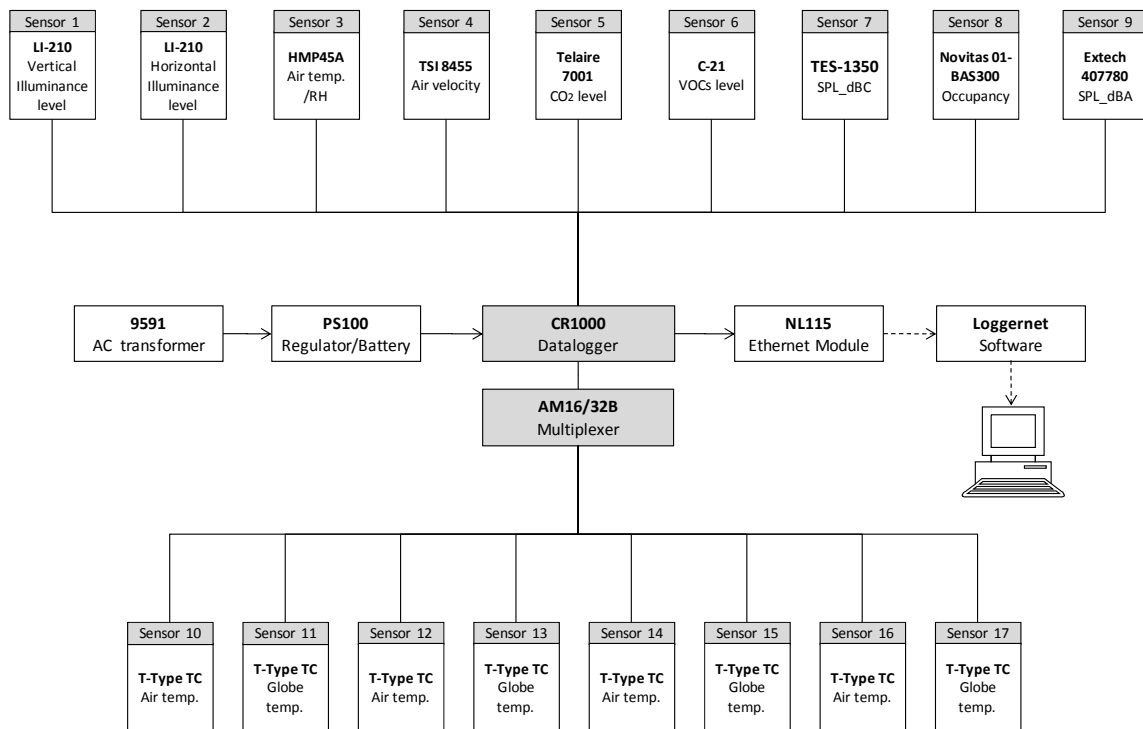 Sensor 1
LI-210
Vertical
Illuminance
level
Sensor 2
LI-210
Horizontal
Illuminance
level
Sensor 3
HMP45A
Air temp.
/RH
Sensor 4
TSI 8455
Air velocity
Sensor 5
Telaire
7001
CO2 level
Sensor 6
C-21
VOCs level
Sensor 7
TES-1350
SPL_dBC
Sensor 8
Novitas 01-
BAS300
Occupancy
Sensor 9
Extech
407780
SPL_dBA
9591
AC transformer
PS100
Regulator/Battery
CR1000
Datalogger
NL115
Ethernet Module
Loggernet
Software
AM16/32B
Multiplexer
Sensor 10
T-Type TC
Air temp.
Sensor 11
T-Type TC
Globe
temp.
Sensor 12
T-Type TC
Air temp.
Sensor 13
T-Type TC
Globe
temp.
Sensor 14
T-Type TC
Air temp.
Sensor 15
T-Type TC
Globe
temp.
Sensor 16
T-Type TC
Air temp.
Sensor 17
T-Type TC
Globe
temp.